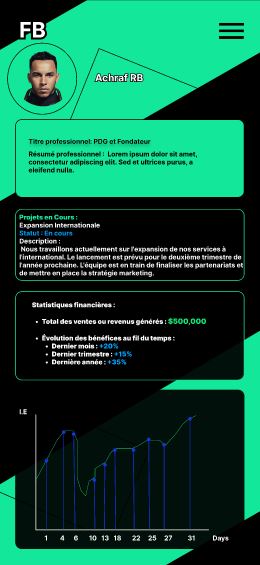 FB
Achraf RB
Titre professionnel: PDG et Fondateur
Résumé professionnel : Lorem ipsum dolor sit amet,
consectetur adipiscing elit. Sed et ultrices purus, a
eleifend nulla.
Projets en Cours :
Expansion Internationale
Statut : En cours
Description :
Nous travaillons actuellement sur l'expansion de nos services à
l'international. Le lancement est prévu pour le deuxième trimestre de
l'année prochaine. L'équipe est en train de finaliser les partenariats et
de mettre en place la stratégie marketing.
Statistiques financières :
• Total des ventes ou revenus générés : $500,000
• Évolution des bénéfices au fil du temps :
• Dernier mois : +20%
• Dernier trimestre : +15%
• Dernière année : +35%
I.E
1 4 6 10 13 18 22 25 27 31 Days